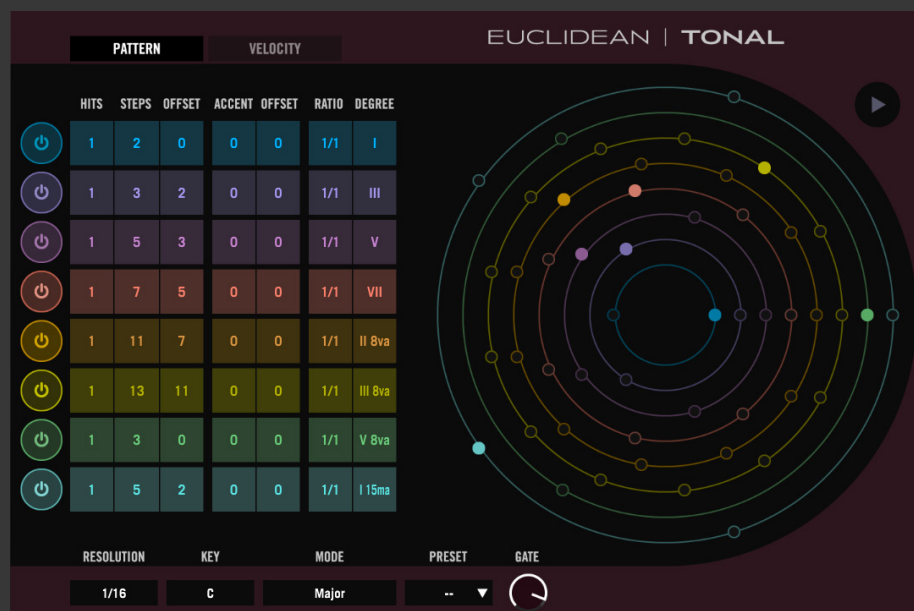 EUCLIDEAN | TONAL
PATTERN VELOCITY
HITS STEPS OFFSET ACCENT OFFSET RATIO DEGREE
1 2 0 0 0 1/1 I
1 3 2 0 0 1/1 III
1 5 3 0 0 1/1 V
1 7 5 0 0 1/1 VII
1 11 7 0 0 1/1 II 8va
1 13 11 0 0 1/1 III 8va
1 3 0 0 0 1/1 V 8va
1 5 2 0 0 1/1 I 15ma
RESOLUTION KEY MODE PRESET GATE
1/16 C Major --